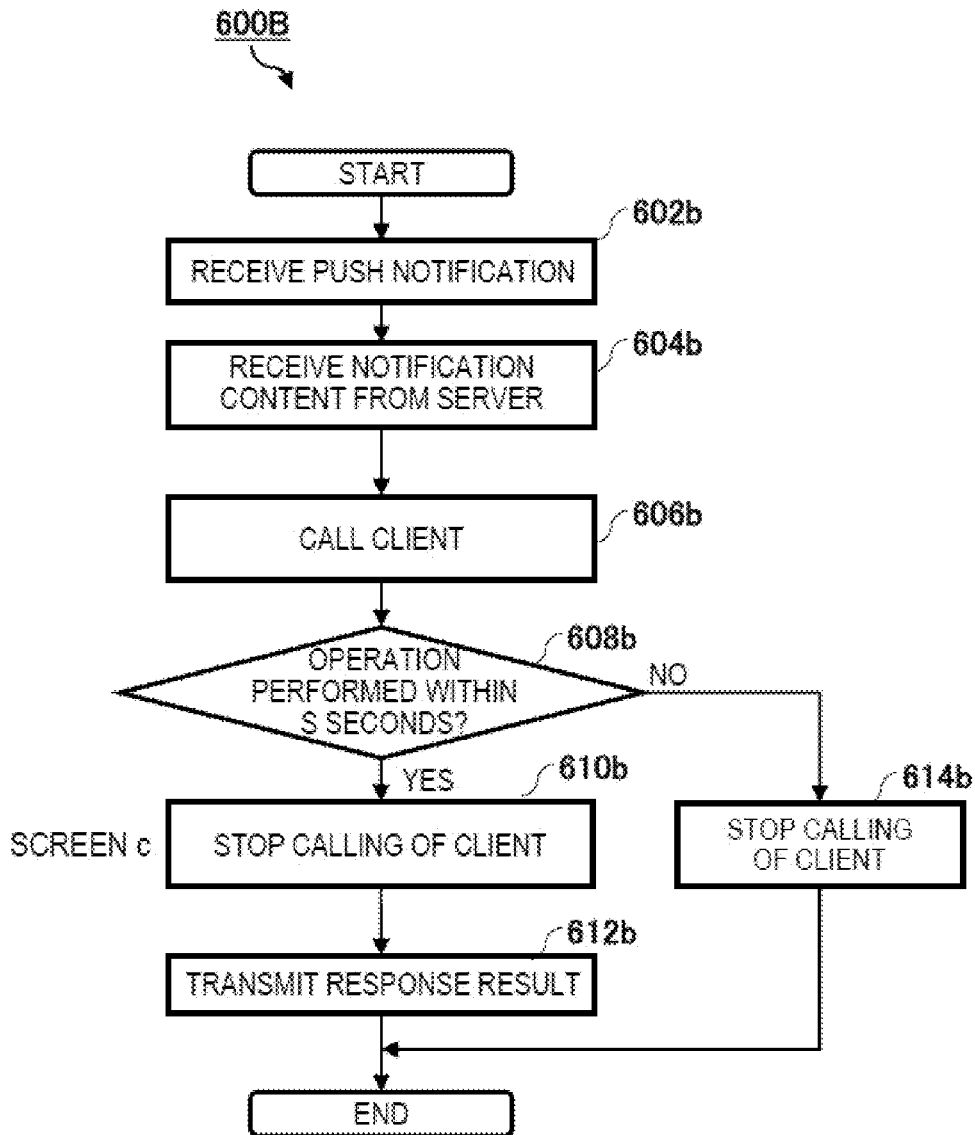 600B
START
602b
RECEIVE PUSH NOTIFICATION
604b
RECEIVE NOTIFICATION
CONTENT FROM SERVER
606b
CALL CLIENT
608b
OPERATION
PERFORMED WITHIN
S SECONDS?
NO
YES
610b
SCREEN c
STOP CALLING OF CLIENT
614b
STOP CALLING
OF CLIENT
612b
TRANSMIT RESPONSE RESULT
END